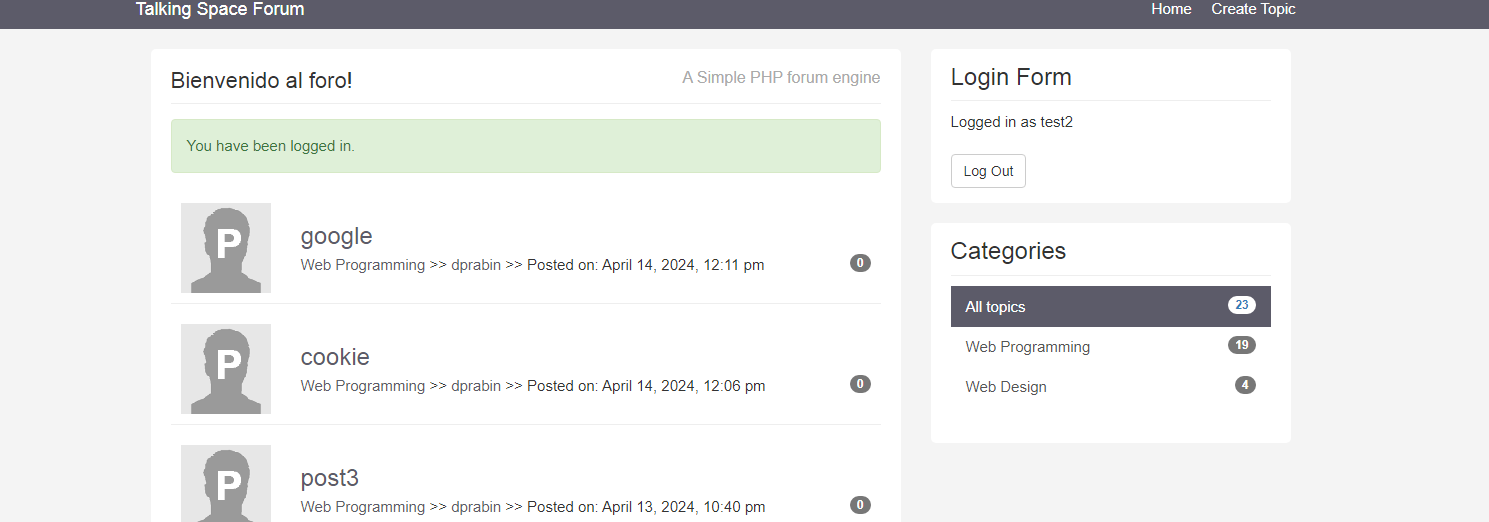 Talking Space Forum
Home Create Topic
Bienvenido al foro!
A Simple PHP forum engine
You have been logged in.
P
google
Web Programming >> dprabin >> Posted on: April 14, 2024, 12:11 pm
0
P
cookie
Web Programming >> dprabin >> Posted on: April 14, 2024, 12:06 pm
0
P
post3
Web Programming >> dprabin >> Posted on: April 13, 2024, 10:40 pm
0
Login Form
Logged in as test2
Log Out
Categories
All topics 23
Web Programming 19
Web Design 4